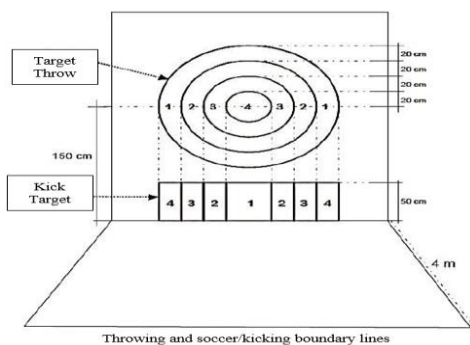 Target
Throw
20 cm
20 cm
20 cm
20 cm
1 2 3 4 3 2 1
150 cm
Kick
Target
4 3 2 1 2 3 4
50 cm
4 m
Throwing and soccer/kicking boundary lines